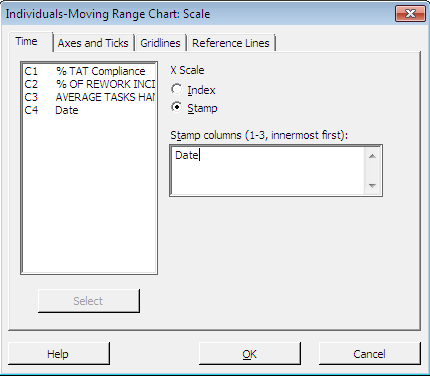 Individuals-Moving Range Chart: Scale
Time Axes and Ticks Gridlines Reference Lines
C1 % TAT Compliance
C2 % OF REWORK INCI
C3 AVERAGE TASKS HAN
C4 Date
X Scale
Index
Stamp
Stamp columns (1-3, innermost first):
Date
Select
Help OK Cancel